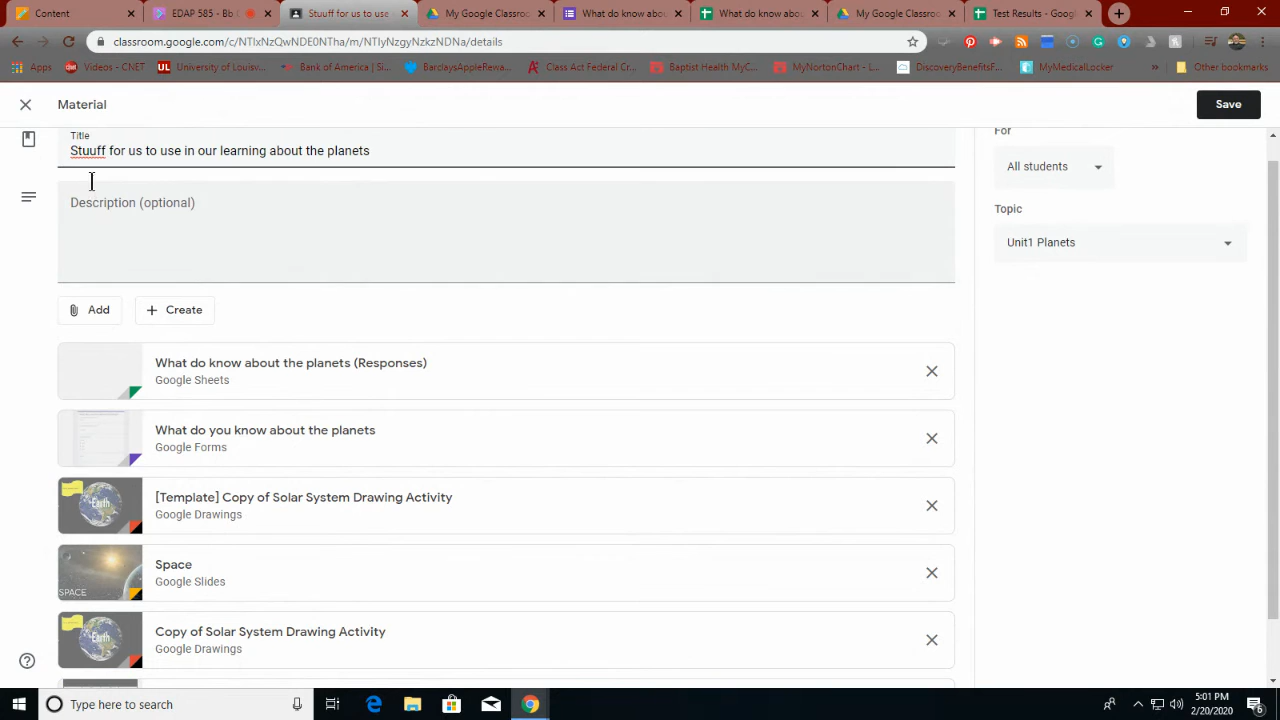 Content
EDAP 585 - Bb C
Stuuff for us to use
My Google Classroo
What do know abou
What do know abou
My Google Classroo
Test Results - Googl
classroom.google.com/c/NTIxNzQwNDE0NTha/m/NTIyNzgyNzkzNDNa/details
Apps
Videos - CNET
University of Louisv...
Bank of America | Si...
BarclaysAppleRewa...
Class Act Federal Cr...
Baptist Health MyC...
MyNortonChart - L...
DiscoveryBenefitsF...
MyMedicalLocker
»
Other bookmarks
Material
Save
Title
Stuuff for us to use in our learning about the planets
For
All students
Description (optional)
Topic
Unit1 Planets
Add
Create
What do know about the planets (Responses)
Google Sheets
What do you know about the planets
Google Forms
[Template] Copy of Solar System Drawing Activity
Google Drawings
Earth
Space
Google Slides
SPACE
Copy of Solar System Drawing Activity
Google Drawings
Earth
Type here to search
5:01 PM
2/20/2020
6